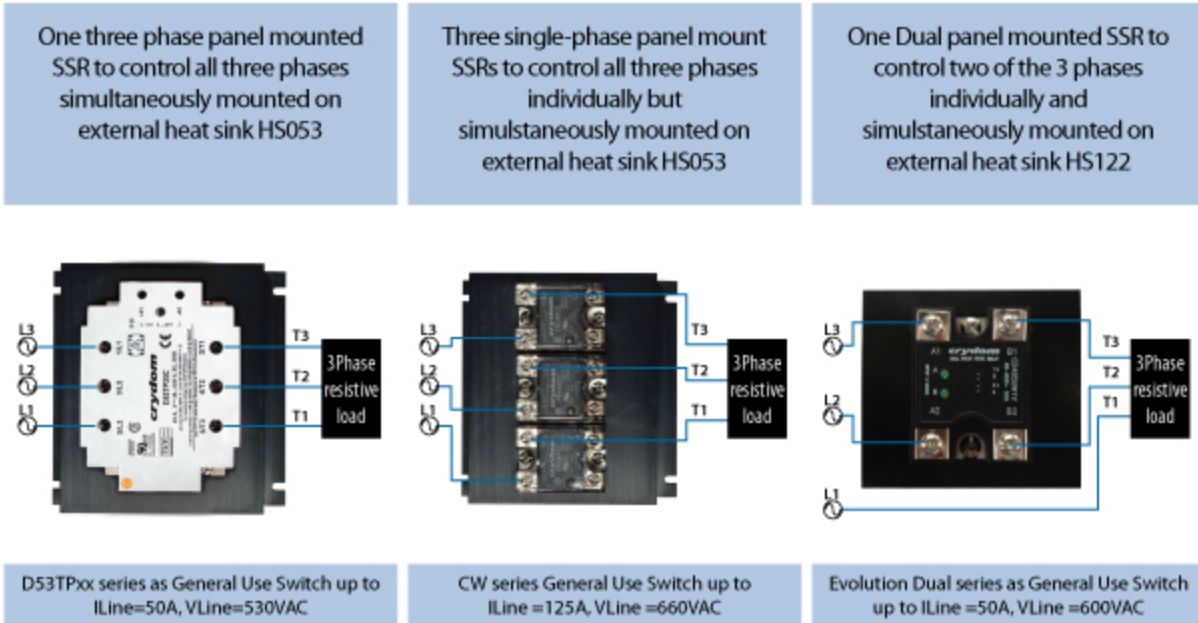 One three phase panel mounted
SSR to control all three phases
simultaneously mounted on
external heat sink HS053
Three single-phase panel mount
SSRs to control all three phases
individually but
simulstaneously mounted on
external heat sink HS053
One Dual panel mounted SSR to
control two of the 3 phases
individually and
simulstaneously mounted on
external heat sink HS122
L3
L2
L1
crydom
CE
T3
T2
T1
3Phase
resistive
load
L3
L2
L1
T3
T2
T1
3Phase
resistive
load
L3
L2
L1
crydom
A1
B1
A2
B2
T3
T2
T1
3Phase
resistive
load
D53TPxx series as General Use Switch up to
ILine=50A, VLine=530VAC
CW series General Use Switch up to
ILine =125A, VLine =660VAC
Evolution Dual series as General Use Switch
up to ILine =50A, VLine =600VAC